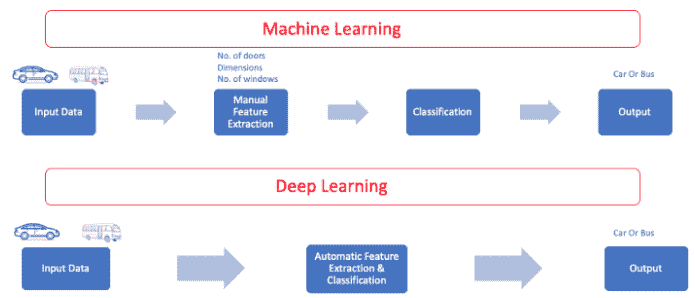 Machine Learning
No. of doors
Dimensions
No. of windows
Car Or Bus
Input Data
Manual
Feature
Extraction
Classification
Output
Deep Learning
Car Or Bus
Input Data
Automatic Feature
Extraction &
Classification
Output